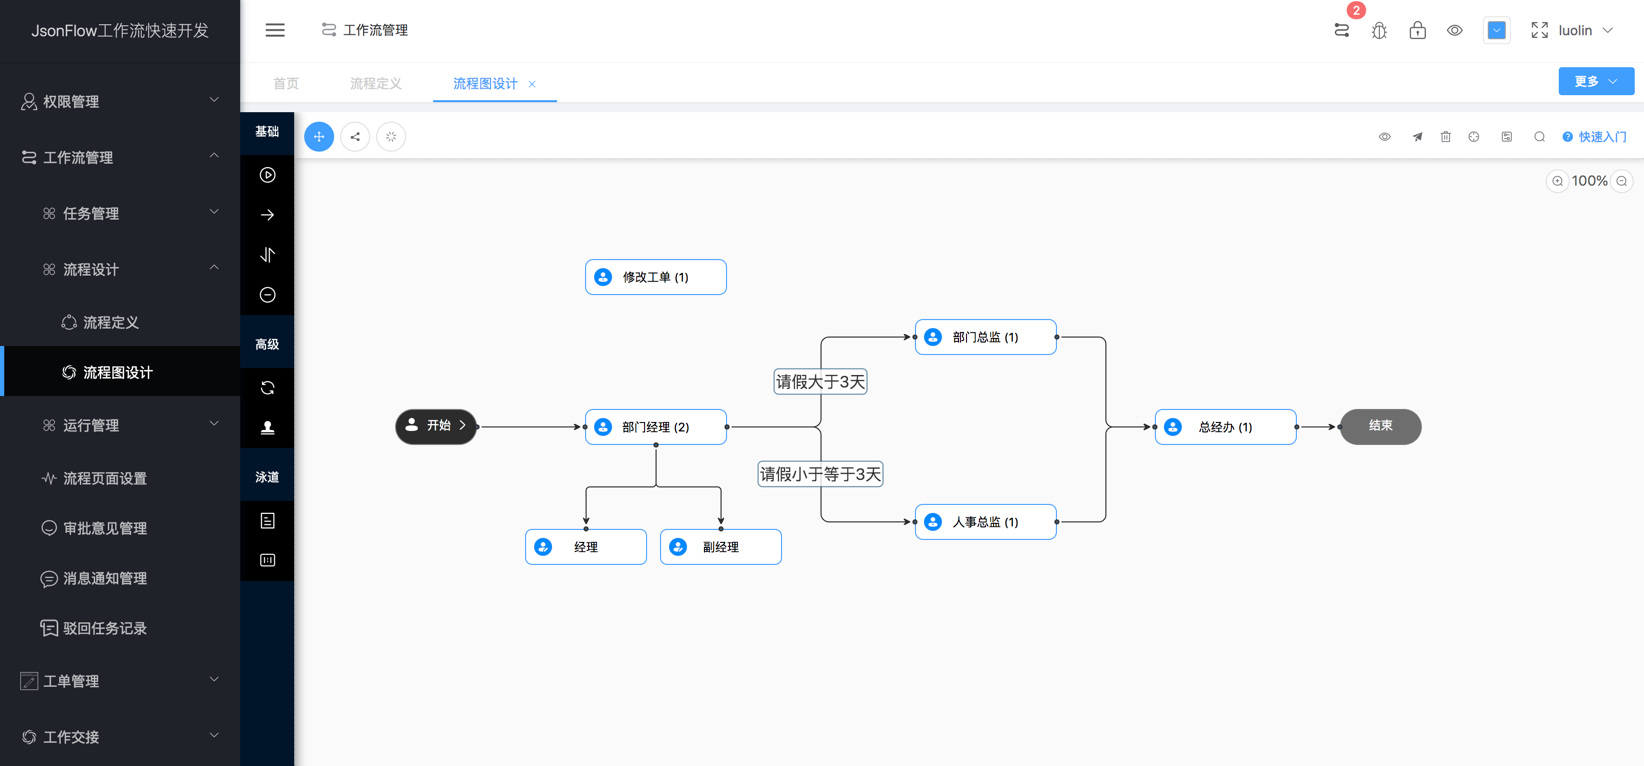 JsonFlow工作流快速开发
工作流管理
2
luolin
首页
流程定义
流程图设计
更多
权限管理
工作流管理
任务管理
流程设计
流程定义
流程图设计
运行管理
流程页面设置
审批意见管理
消息通知管理
驳回任务记录
工单管理
工作交接
基础
高级
泳道
快速入门
100%
修改工单 (1)
部门总监 (1)
请假大于3天
开始
部门经理 (2)
总经办 (1)
结束
请假小于等于3天
人事总监 (1)
经理
副经理